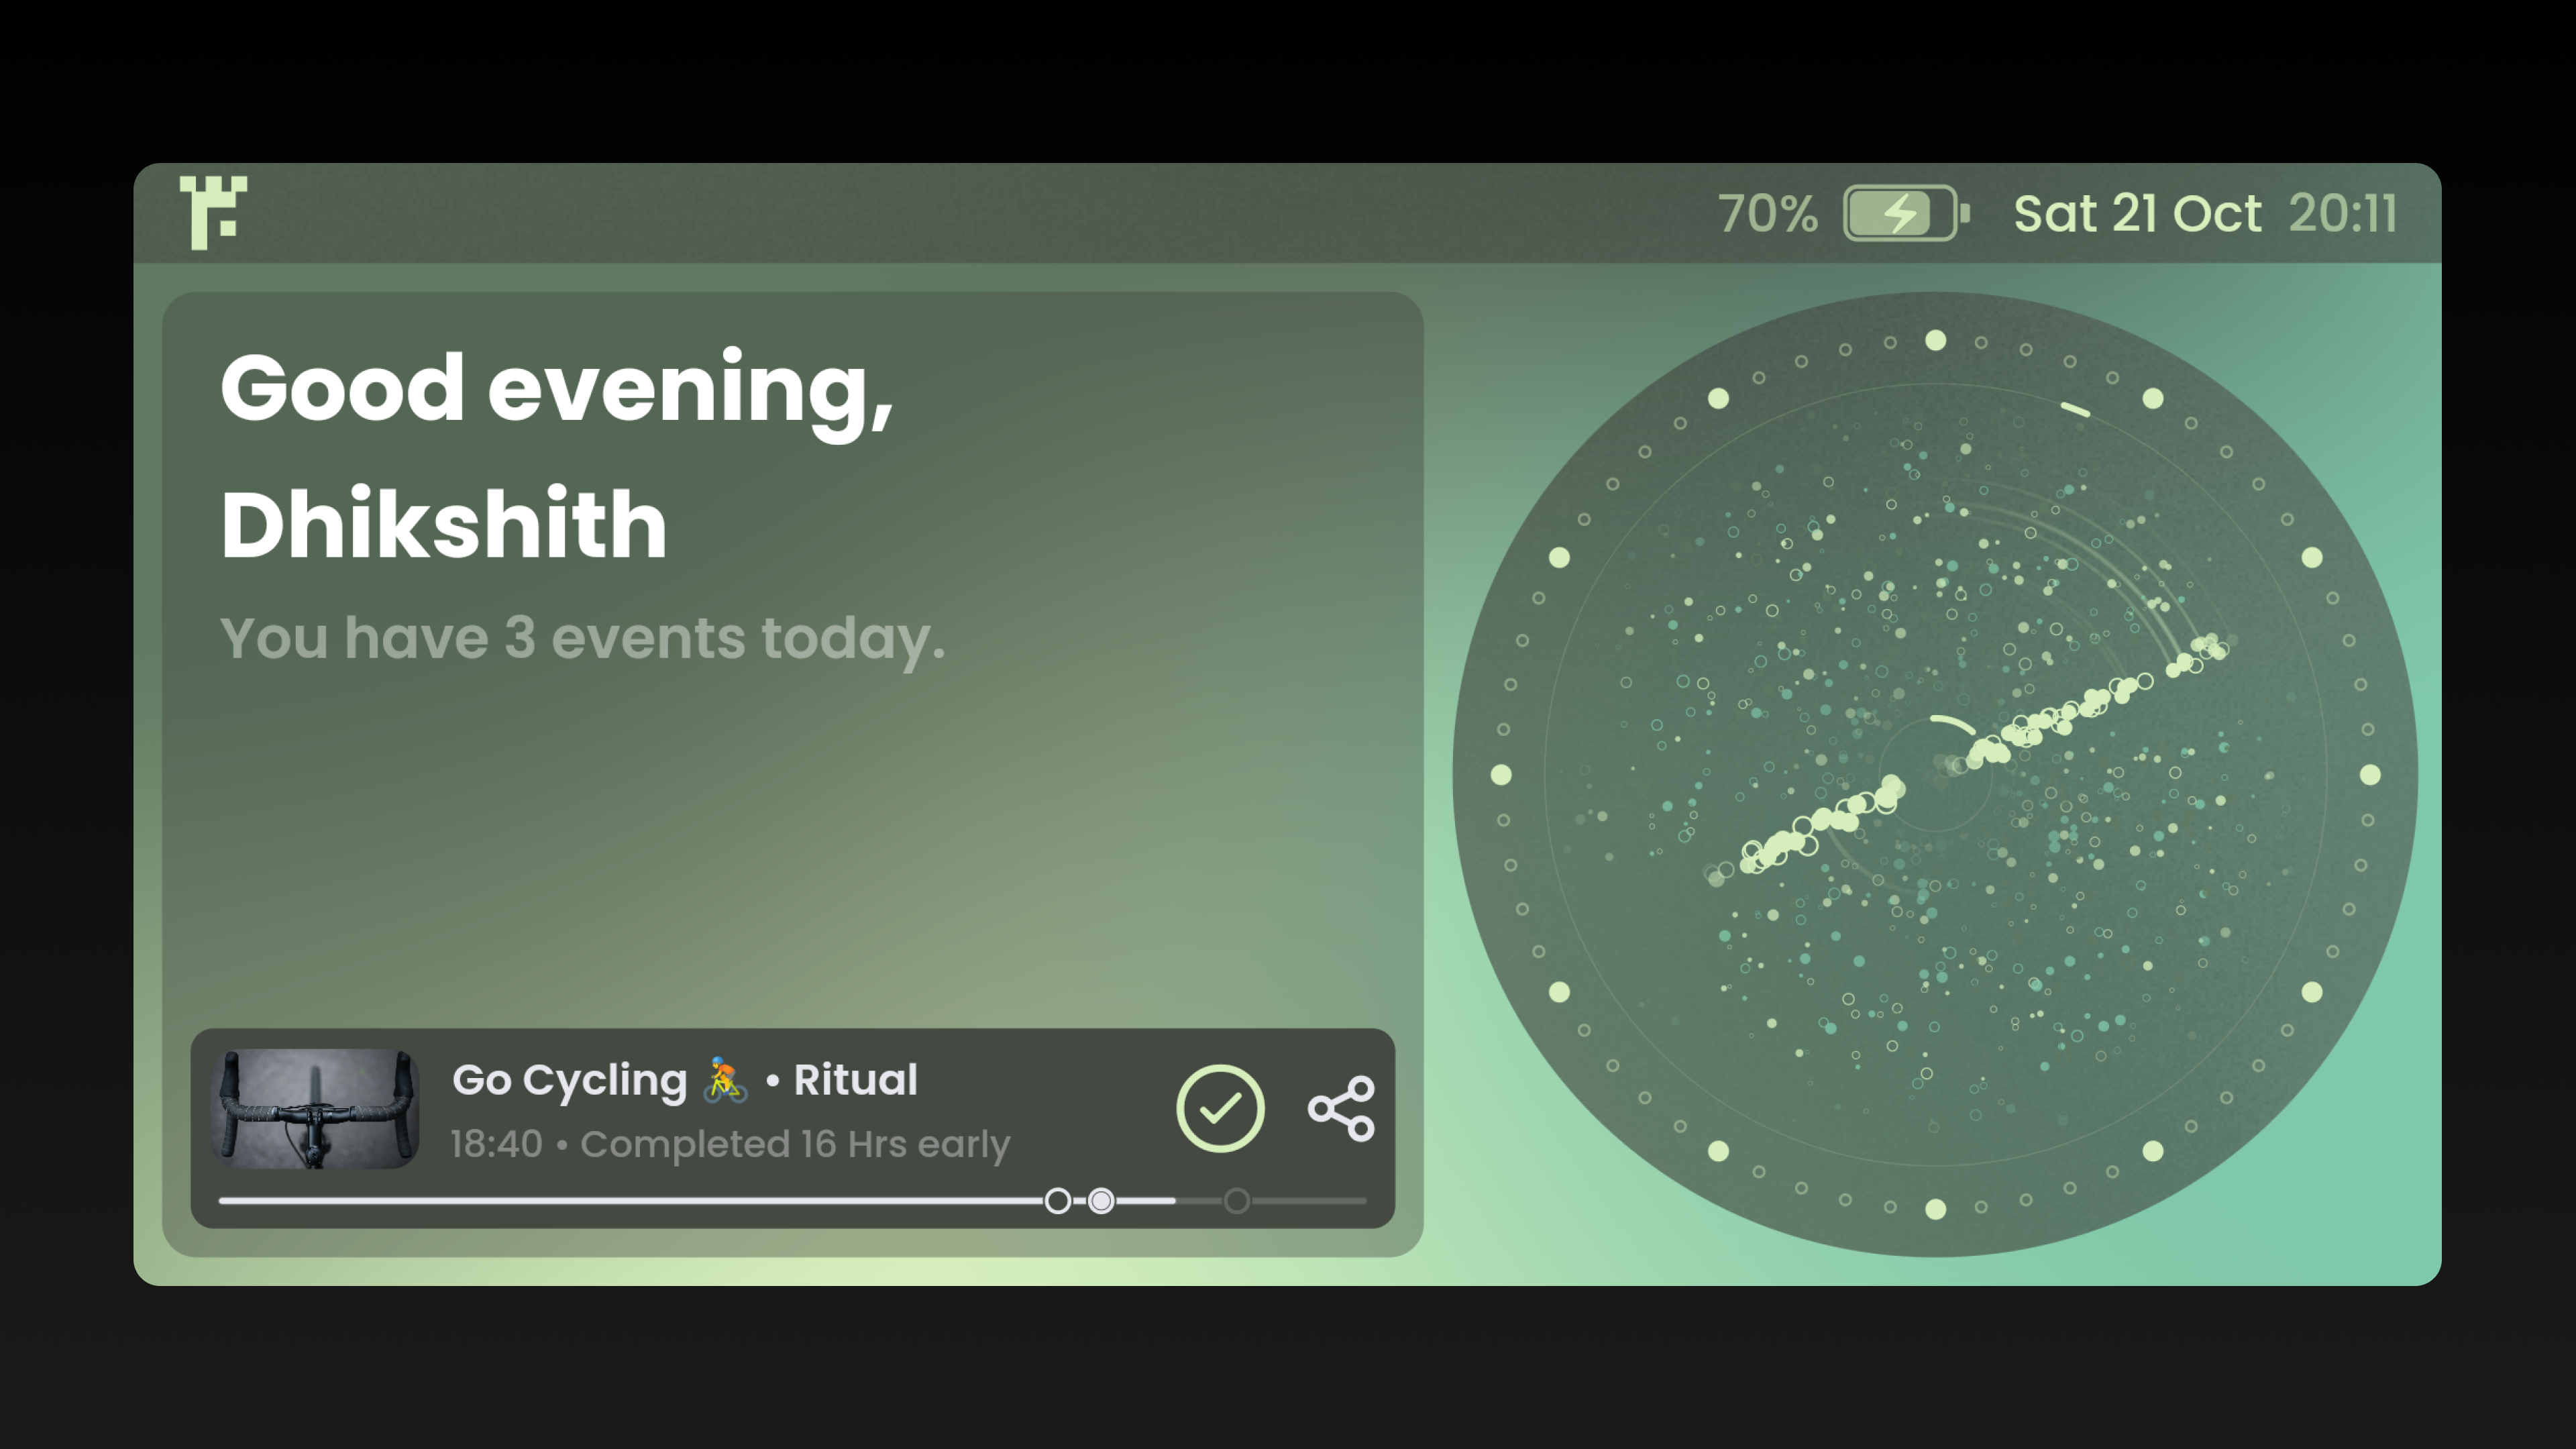 70% Sat 21 Oct 20:11
Good evening,
Dhikshith
You have 3 events today.
Go Cycling 🚴 • Ritual
18:40 • Completed 16 Hrs early